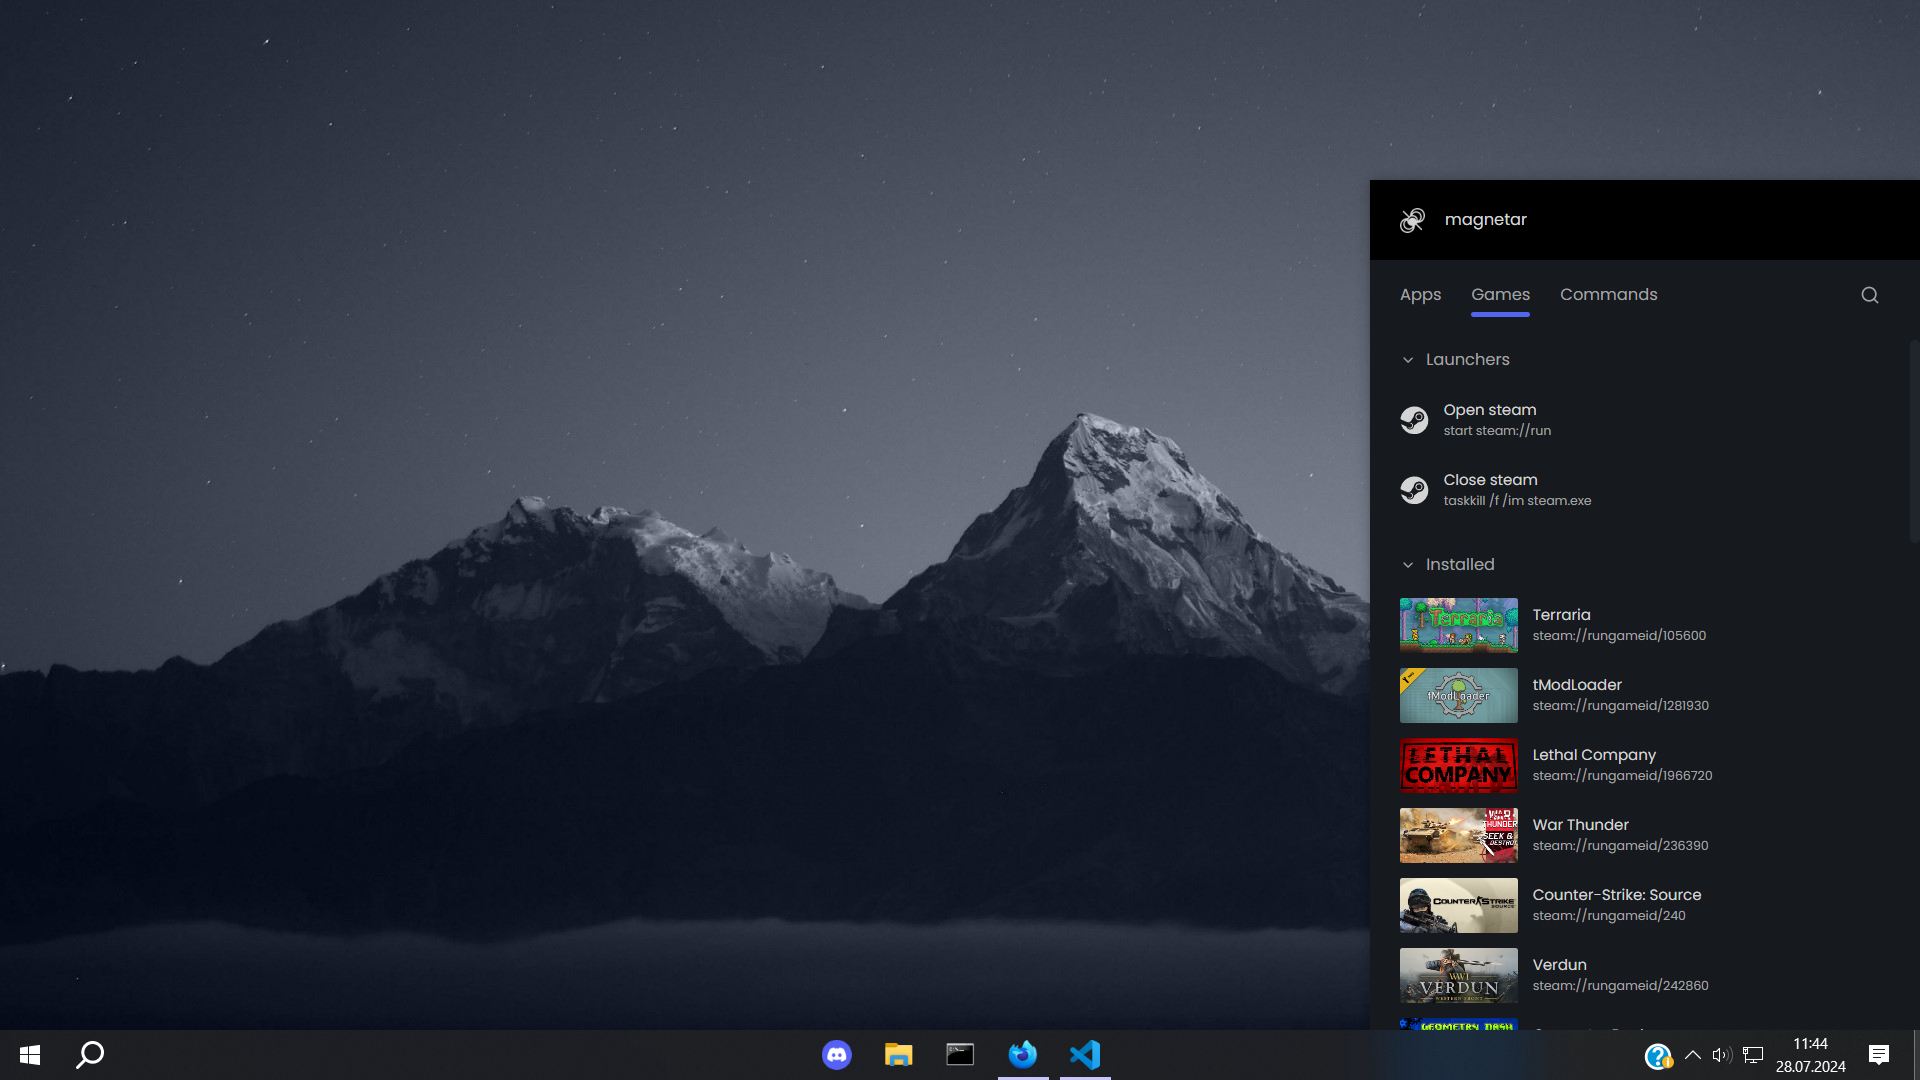 magnetar
Apps Games Commands
Launchers
Open steam
start steam://run
Close steam
taskkill /f /im steam.exe
Installed
Terraria
Terraria
steam://rungameid/105600
tModLoader
tModLoader
steam://rungameid/1281930
LETHAL
COMPANY
Lethal Company
steam://rungameid/1966720
WAR
THUNDER
SEEK &
DESTROY
War Thunder
steam://rungameid/236390
COUNTER STRIKE
SOURCE
Counter-Strike: Source
steam://rungameid/240
WWI
VERDUN
WESTERN FRONT
Verdun
steam://rungameid/242860
GEOMETRY DASH
11:44
28.07.2024